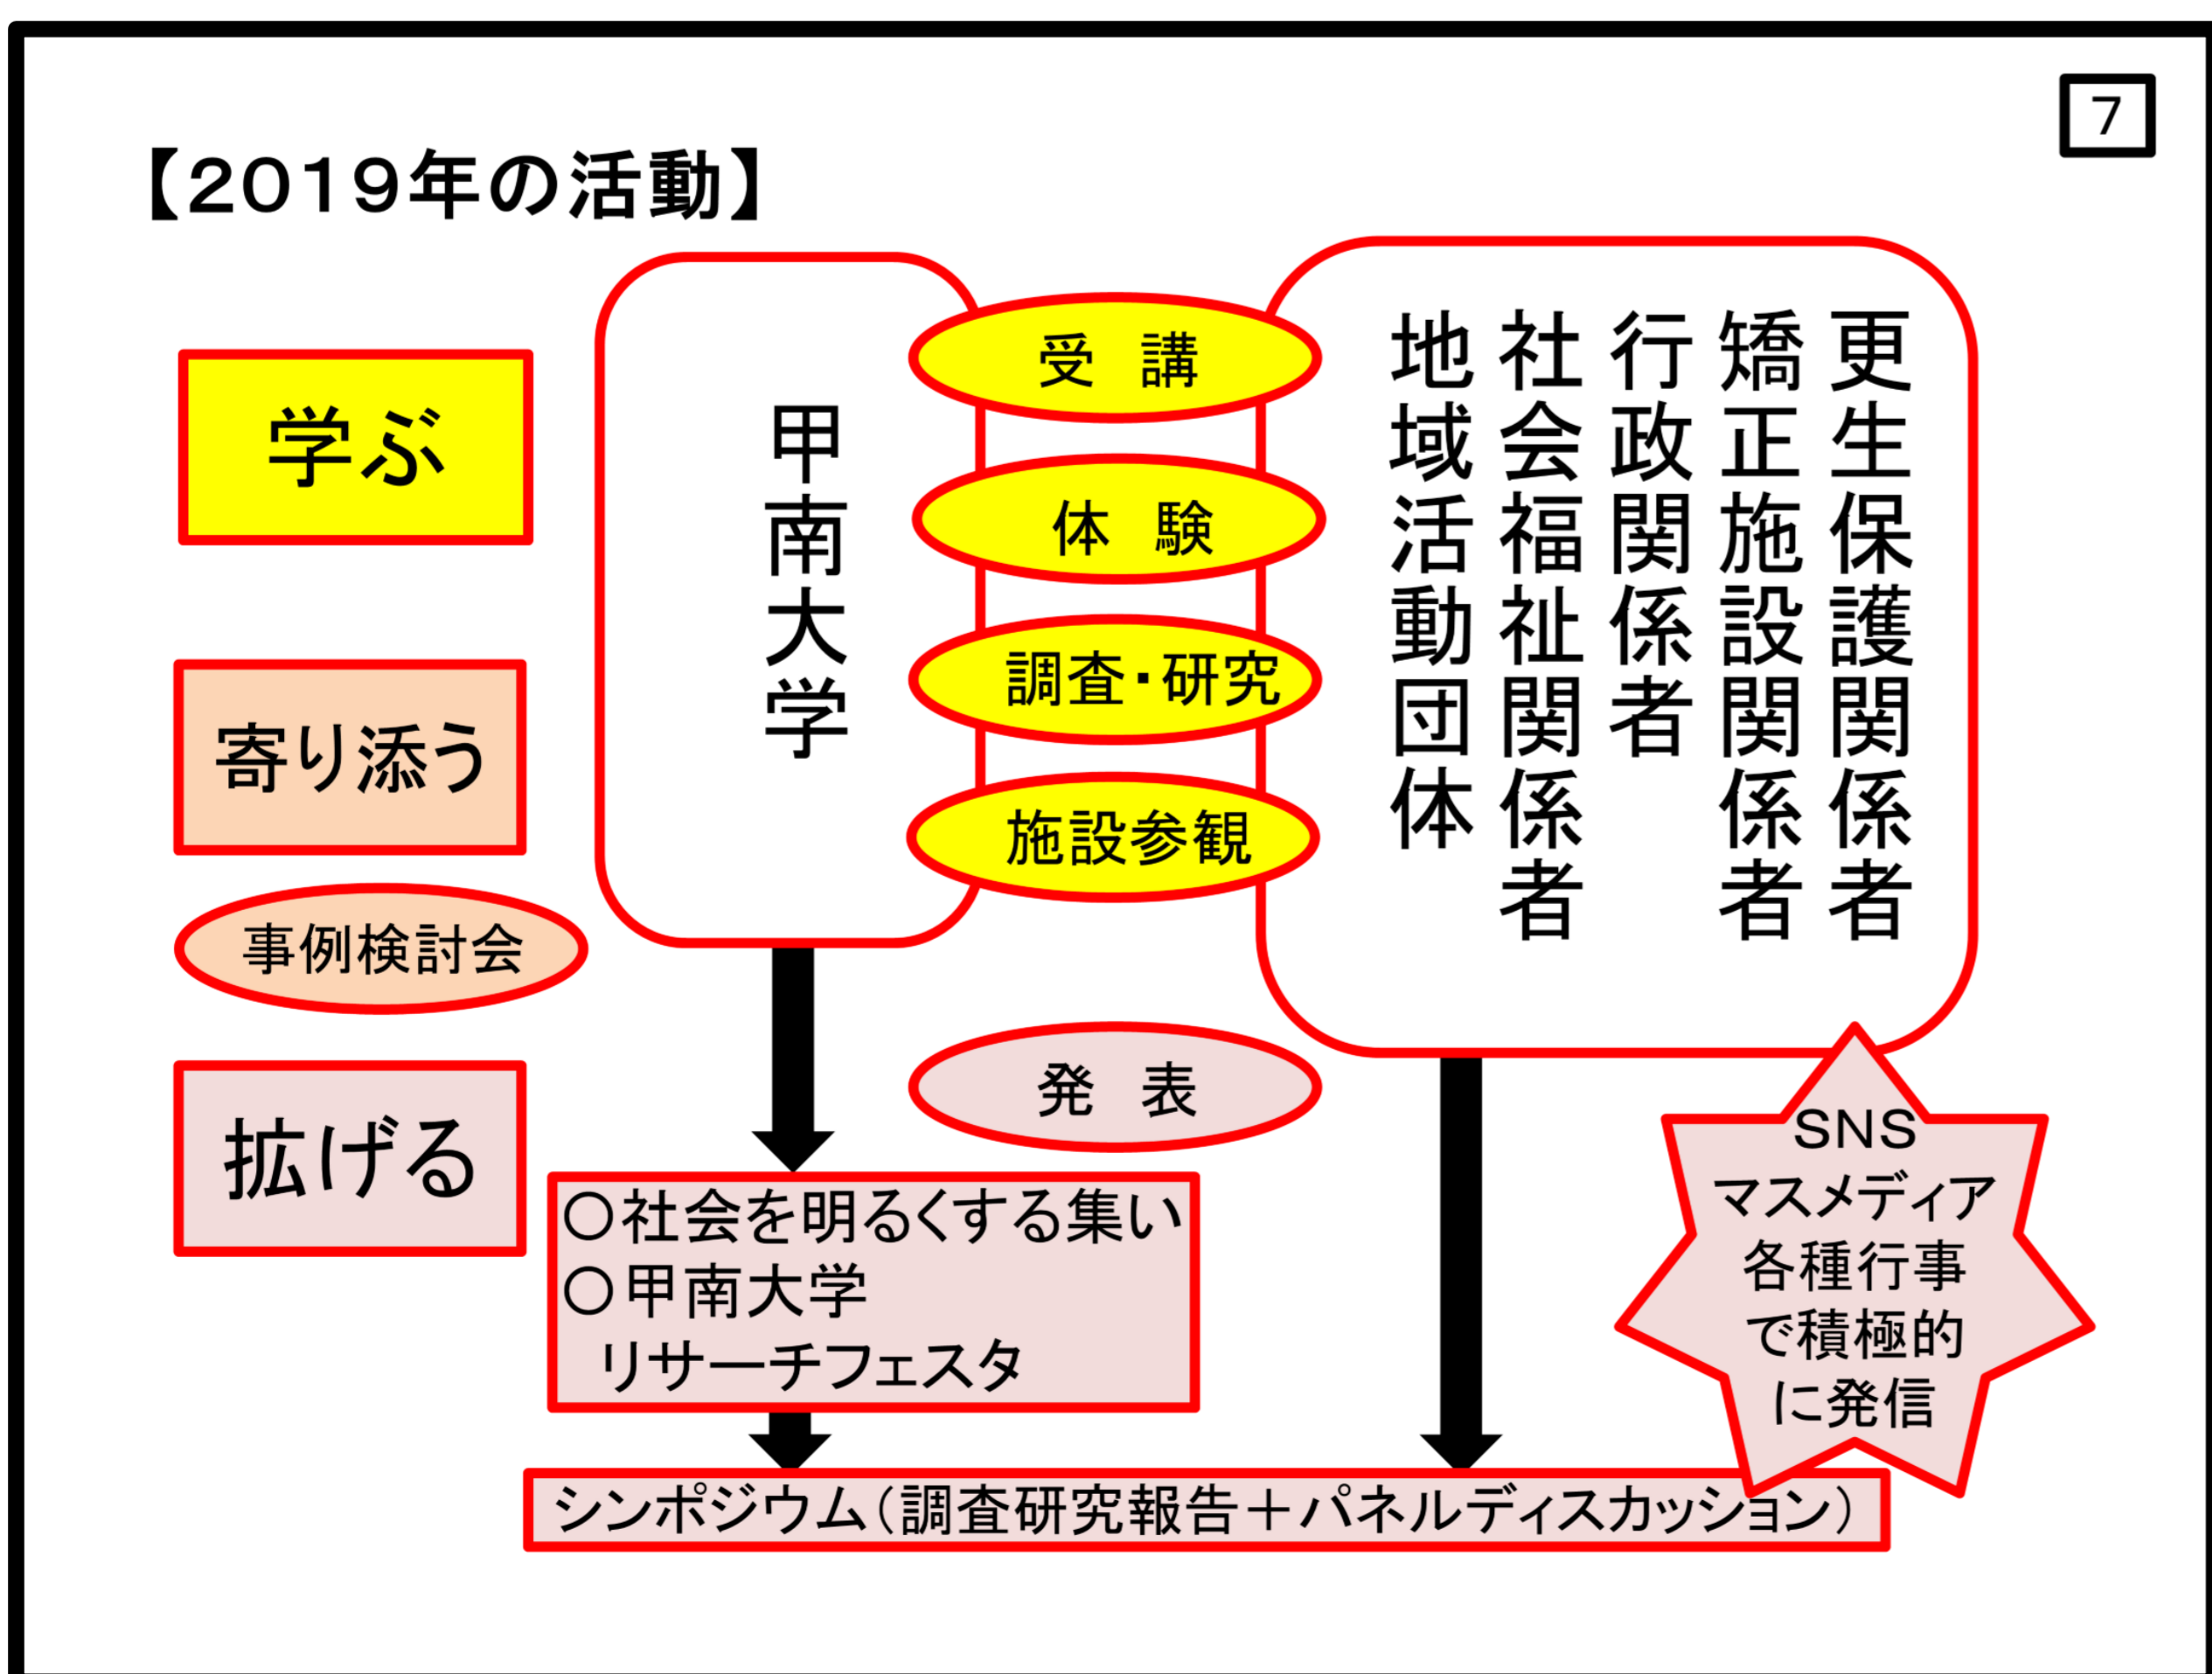 7
【2019年の活動】
学ぶ
寄り添う
事例検討会
拡げる
甲南大学
受　講
体　験
調査・研究
施設参観
更生保護関係者
矯正施設関係者
行政関係者
社会福祉関係者
地域活動団体
発　表
○社会を明るくする集い
○甲南大学
リサーチフェスタ
SNS
マスメディア
各種行事
で積極的
に発信
シンポジウム（調査研究報告＋パネルディスカッション）